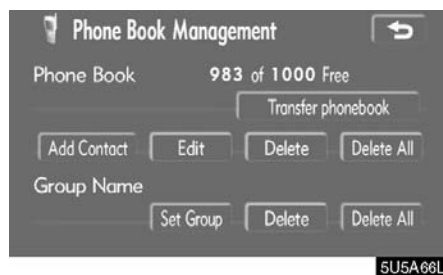 Phone Book Management
Phone Book 983 of 1000 Free
Transfer phonebook
Add Contact Edit Delete Delete All
Group Name
Set Group Delete Delete All
5U5A66L